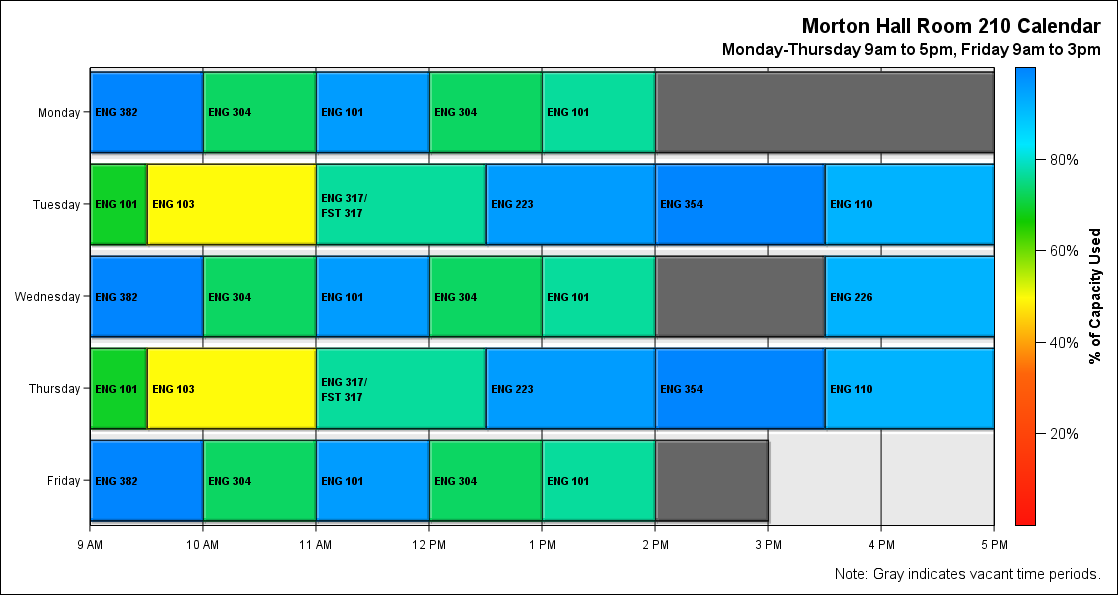 Morton Hall Room 210 Calendar
Monday-Thursday 9am to 5pm, Friday 9am to 3pm
Monday
ENG 382
ENG 304
ENG 101
ENG 304
ENG 101
80%
Tuesday
ENG 101
ENG 103
ENG 317/
FST 317
ENG 223
ENG 354
ENG 110
60%
% of Capacity Used
Wednesday
ENG 382
ENG 304
ENG 101
ENG 304
ENG 101
ENG 226
40%
Thursday
ENG 101
ENG 103
ENG 317/
FST 317
ENG 223
ENG 354
ENG 110
20%
Friday
ENG 382
ENG 304
ENG 101
ENG 304
ENG 101
9 AM
10 AM
11 AM
12 PM
1 PM
2 PM
3 PM
4 PM
5 PM
Note: Gray indicates vacant time periods.